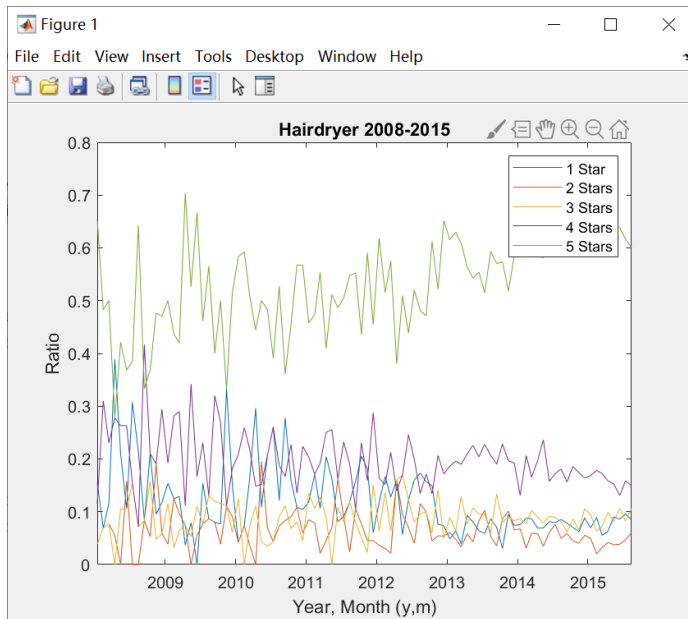 Figure 1
File Edit View Insert Tools Desktop Window Help
Hairdryer 2008-2015
0.8
0.7
0.6
0.5
0.4
0.3
0.2
0.1
0
Ratio
1 Star
2 Stars
3 Stars
4 Stars
5 Stars
2009 2010 2011 2012 2013 2014 2015
Year, Month (y,m)